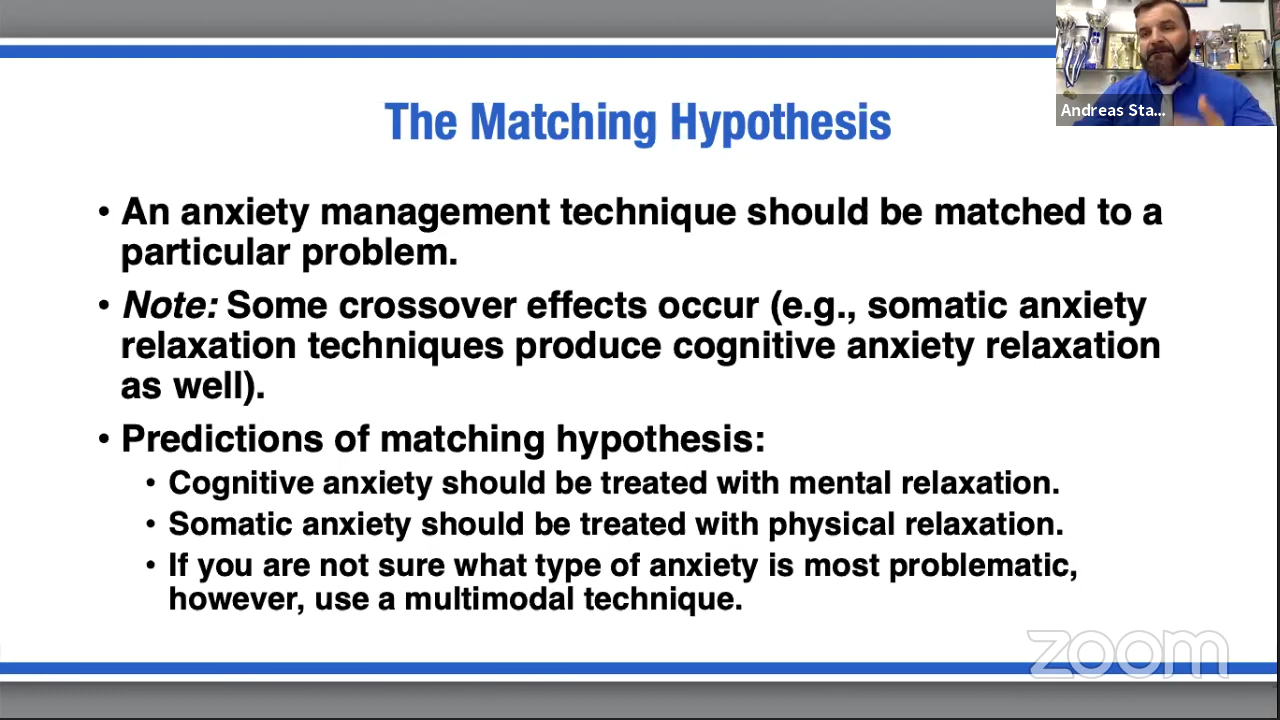 The Matching Hypothesis
Andreas Sta...
• An anxiety management technique should be matched to a
particular problem.
• Note: Some crossover effects occur (e.g., somatic anxiety
relaxation techniques produce cognitive anxiety relaxation
as well).
• Predictions of matching hypothesis:
• Cognitive anxiety should be treated with mental relaxation.
• Somatic anxiety should be treated with physical relaxation.
• If you are not sure what type of anxiety is most problematic,
however, use a multimodal technique.
zoom